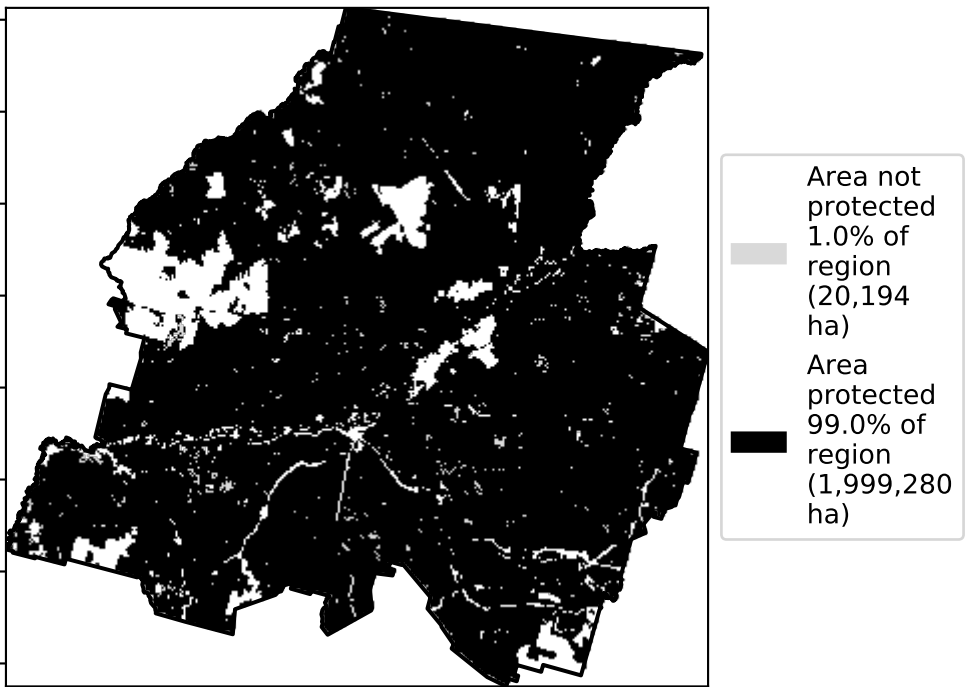 Area not
protected
1.0% of
region
(20,194
ha)
Area
protected
99.0% of
region
(1,999,280
ha)